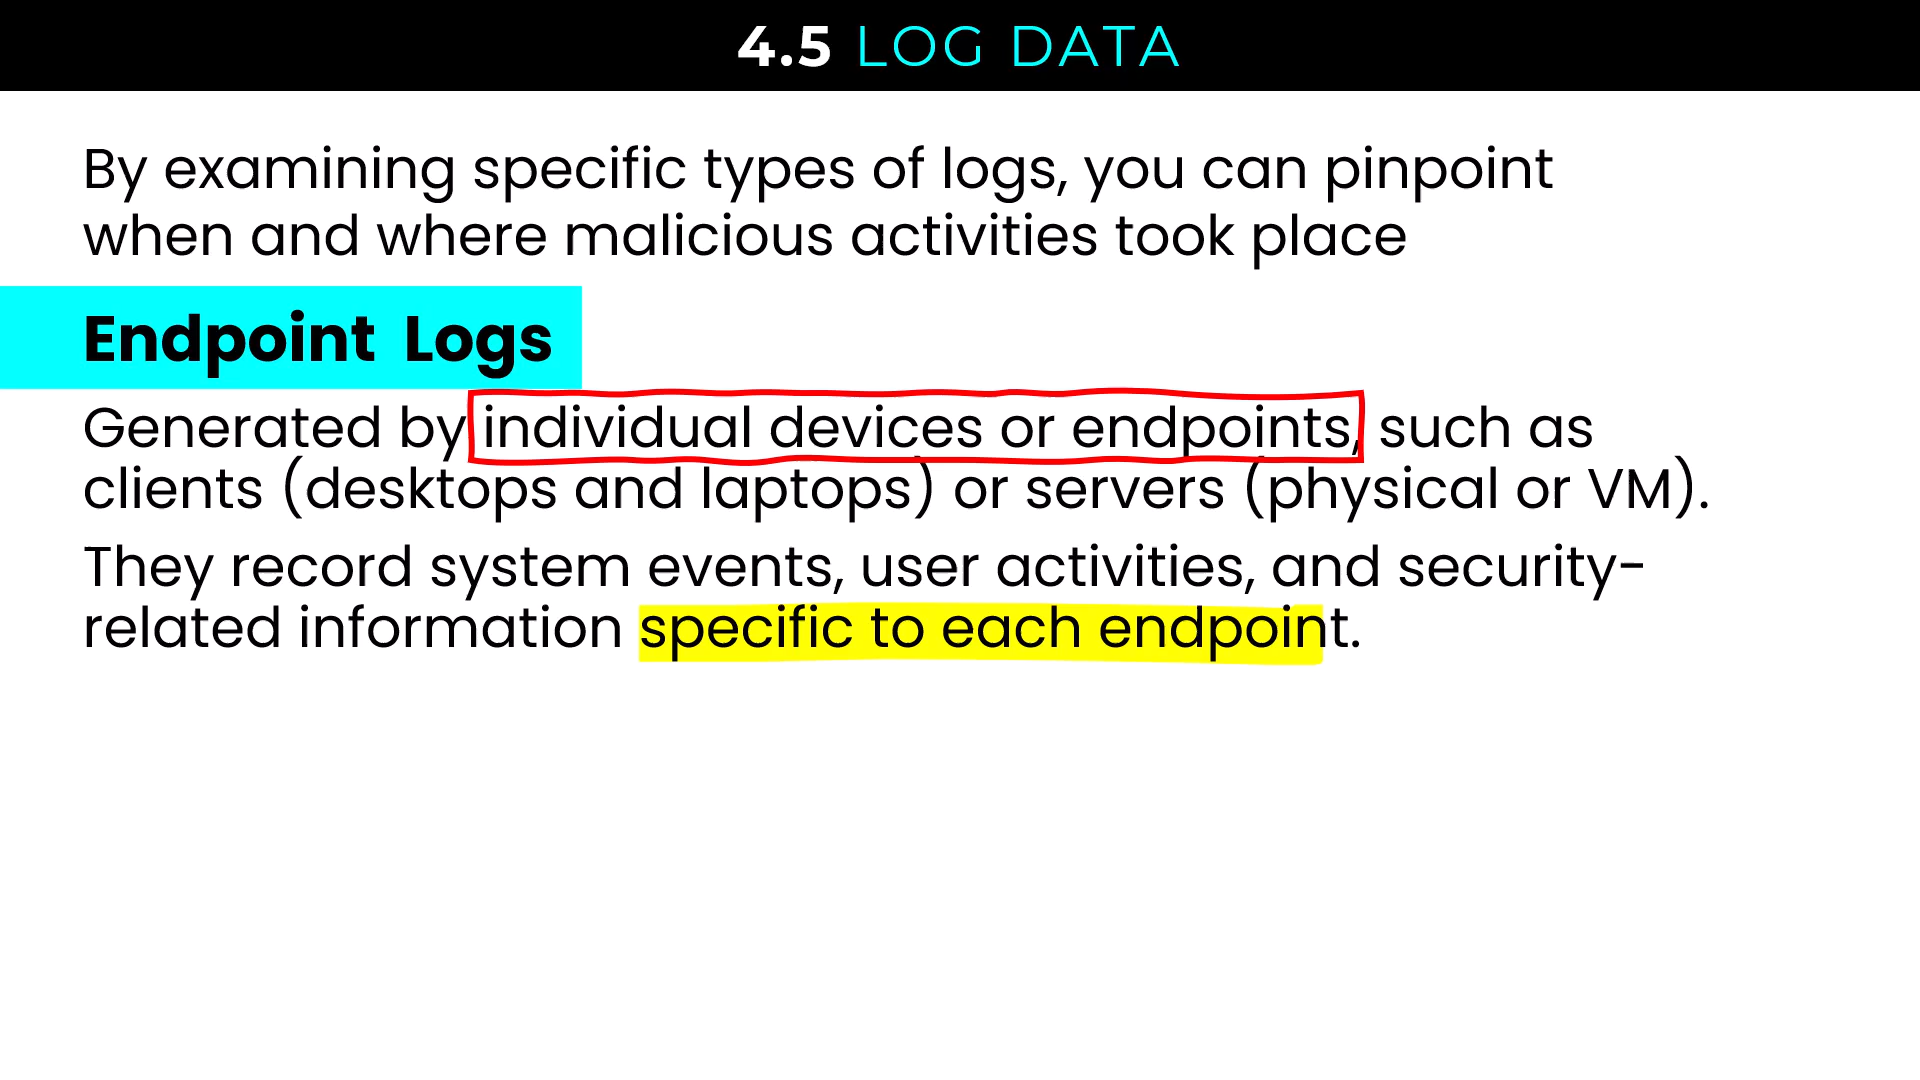 4.5 LOG DATA
By examining specific types of logs, you can pinpoint
when and where malicious activities took place
Endpoint Logs
Generated by individual devices or endpoints, such as
clients (desktops and laptops) or servers (physical or VM).
They record system events, user activities, and security-
related information specific to each endpoint.